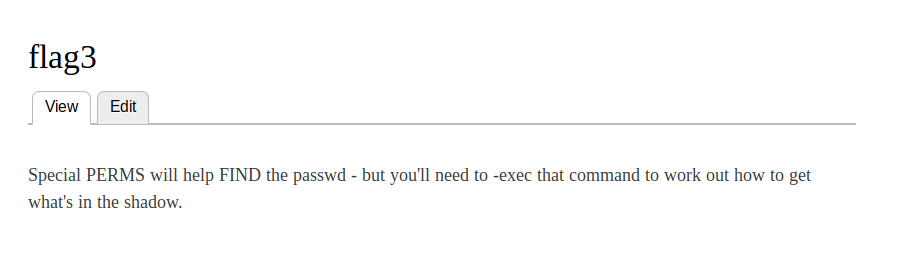 flag3
View Edit
Special PERMS will help FIND the passwd - but you'll need to -exec that command to work out how to get
what's in the shadow.